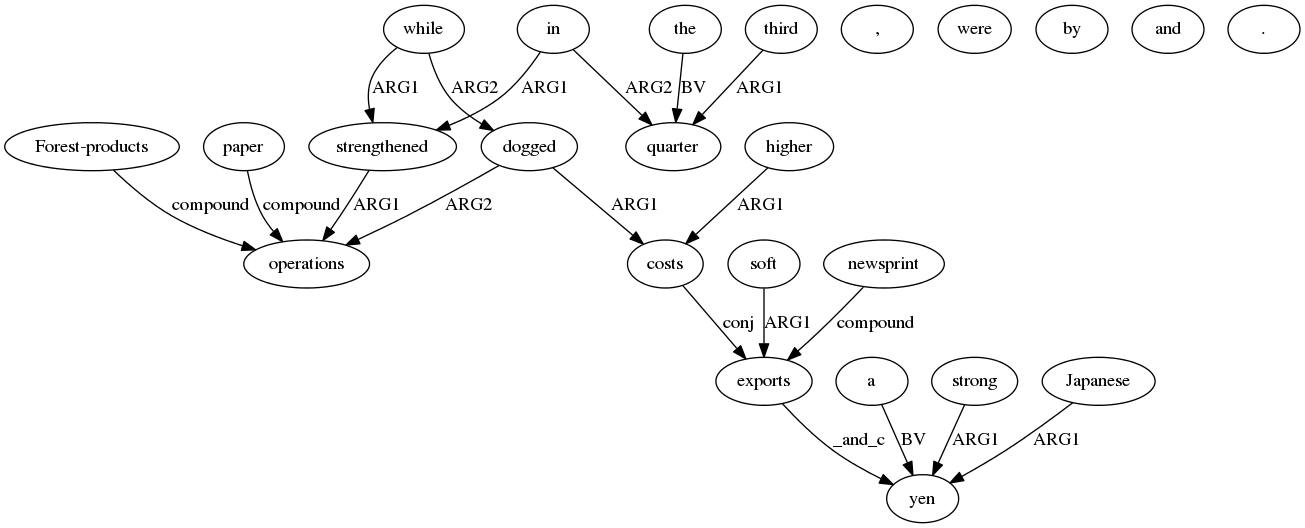 while in the third , were by and .
ARG1 ARG2 ARG1 ARG2 BV ARG1
Forest-products paper strengthened dogged quarter higher
compound compound ARG1 ARG2 ARG1 ARG1
operations costs soft newsprint
conj ARG1 compound
exports a strong Japanese
_and_c BV ARG1 ARG1
yen